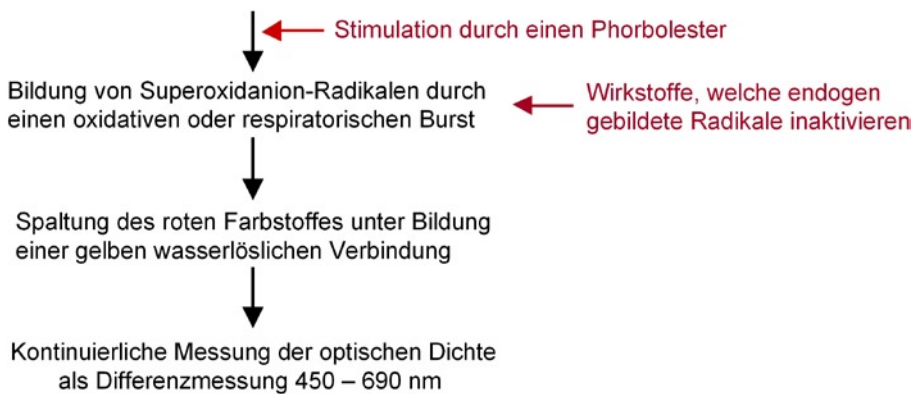 Stimulation durch einen Phorbolester
Bildung von Superoxidanion-Radikalen durch
einen oxidativen oder respiratorischen Burst
Wirkstoffe, welche endogen
gebildete Radikale inaktivieren
Spaltung des roten Farbstoffes unter Bildung
einer gelben wasserlöslichen Verbindung
Kontinuierliche Messung der optischen Dichte
als Differenzmessung 450 – 690 nm